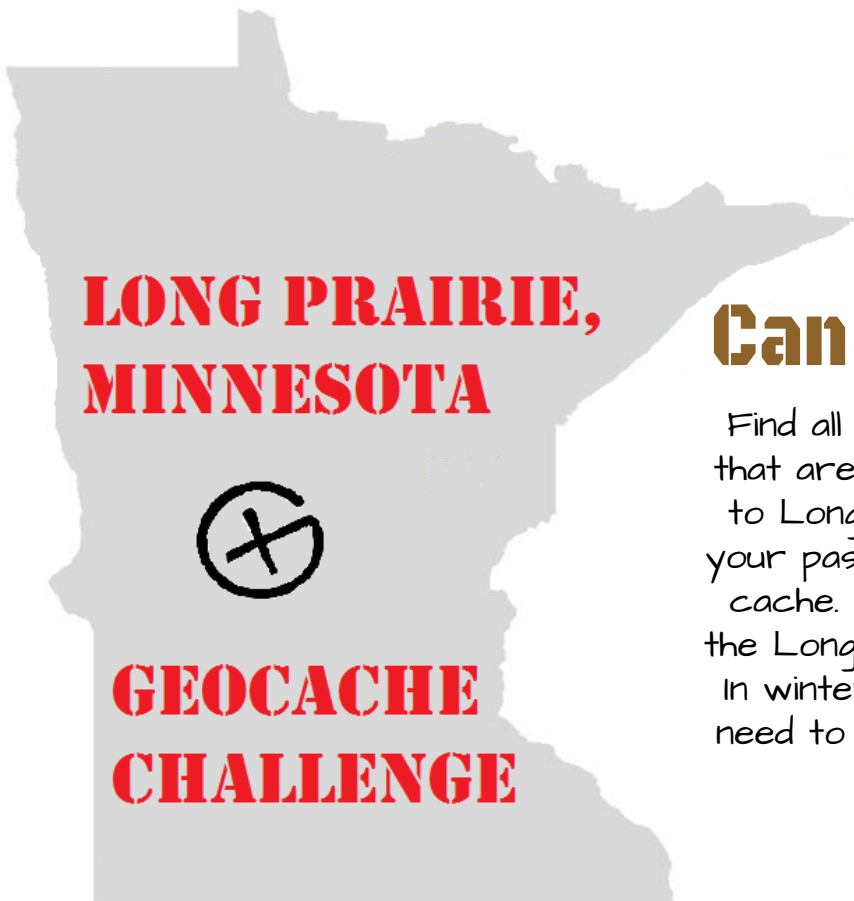 LONG PRAIRIE,
MINNESOTA
GEOCACHE
CHALLENGE
Can
Find all
that are
to Long
your pas
cache.
the Long
In winte
need to